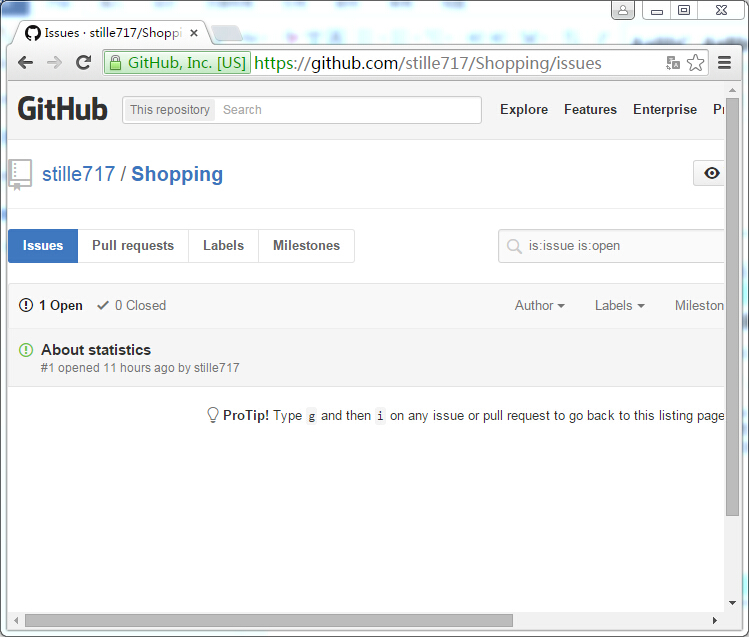 Issues · stille717/Shoppi
GitHub, Inc. [US] https://github.com/stille717/Shopping/issues
GitHub This repository Search Explore Features Enterprise Pr
stille717 / Shopping
Issues Pull requests Labels Milestones is:issue is:open
1 Open 0 Closed Author Labels Mileston
About statistics
#1 opened 11 hours ago by stille717
ProTip! Type g and then i on any issue or pull request to go back to this listing page